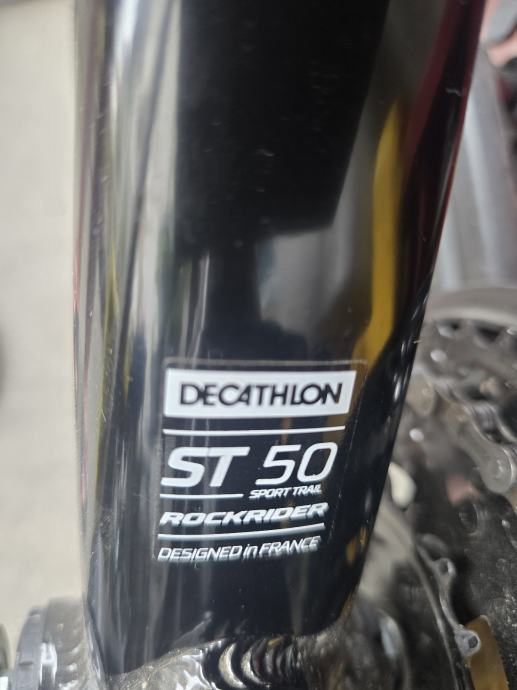 DECATHLON
ST 50
SPORT TRAIL
ROCKRIDER
DESIGNED in FRANCE